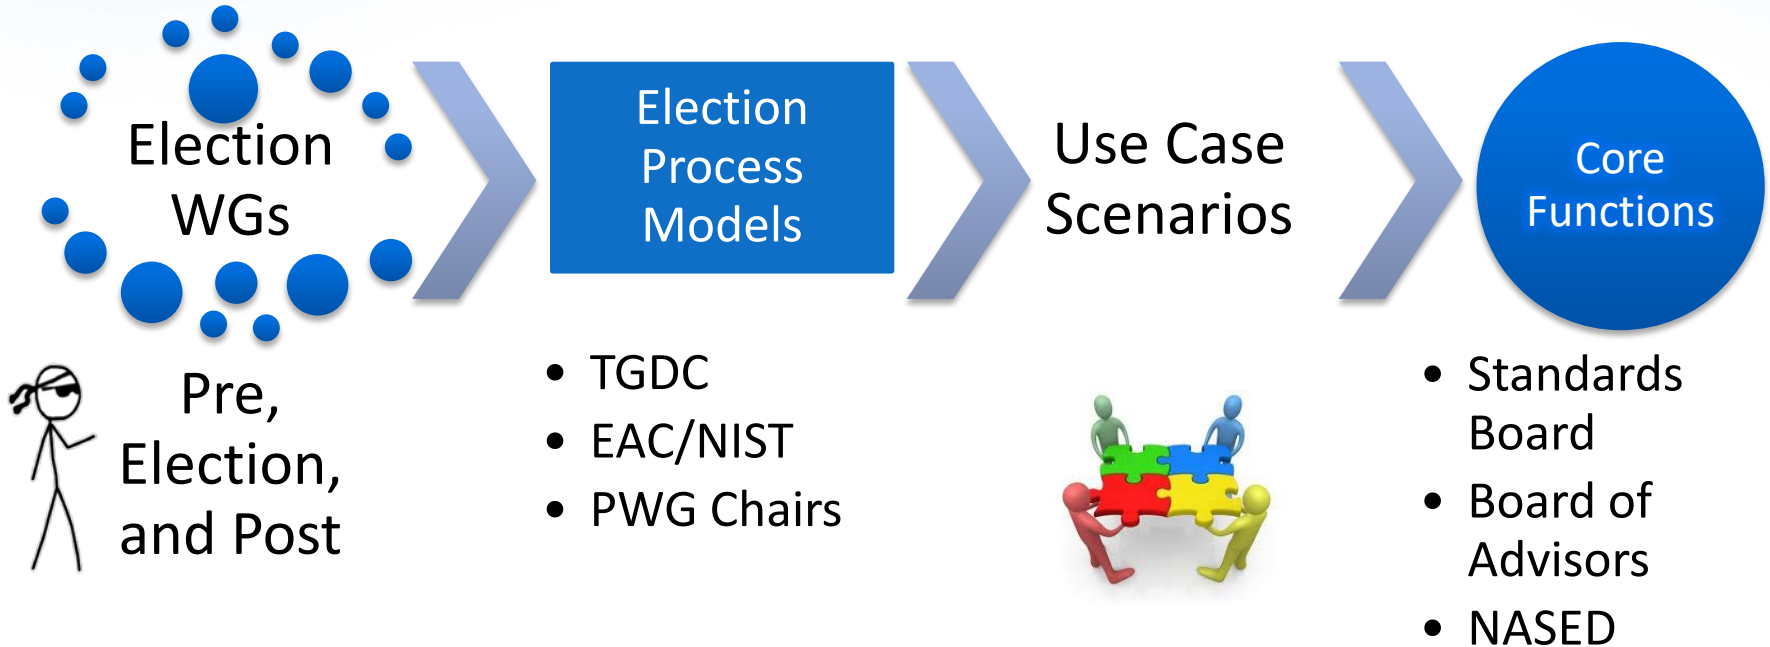 Election
WGs
Pre,
Election,
and Post
Election
Process
Models
• TGDC
• EAC/NIST
• PWG Chairs
Use Case
Scenarios
Core
Functions
• Standards
Board
• Board of
Advisors
• NASED